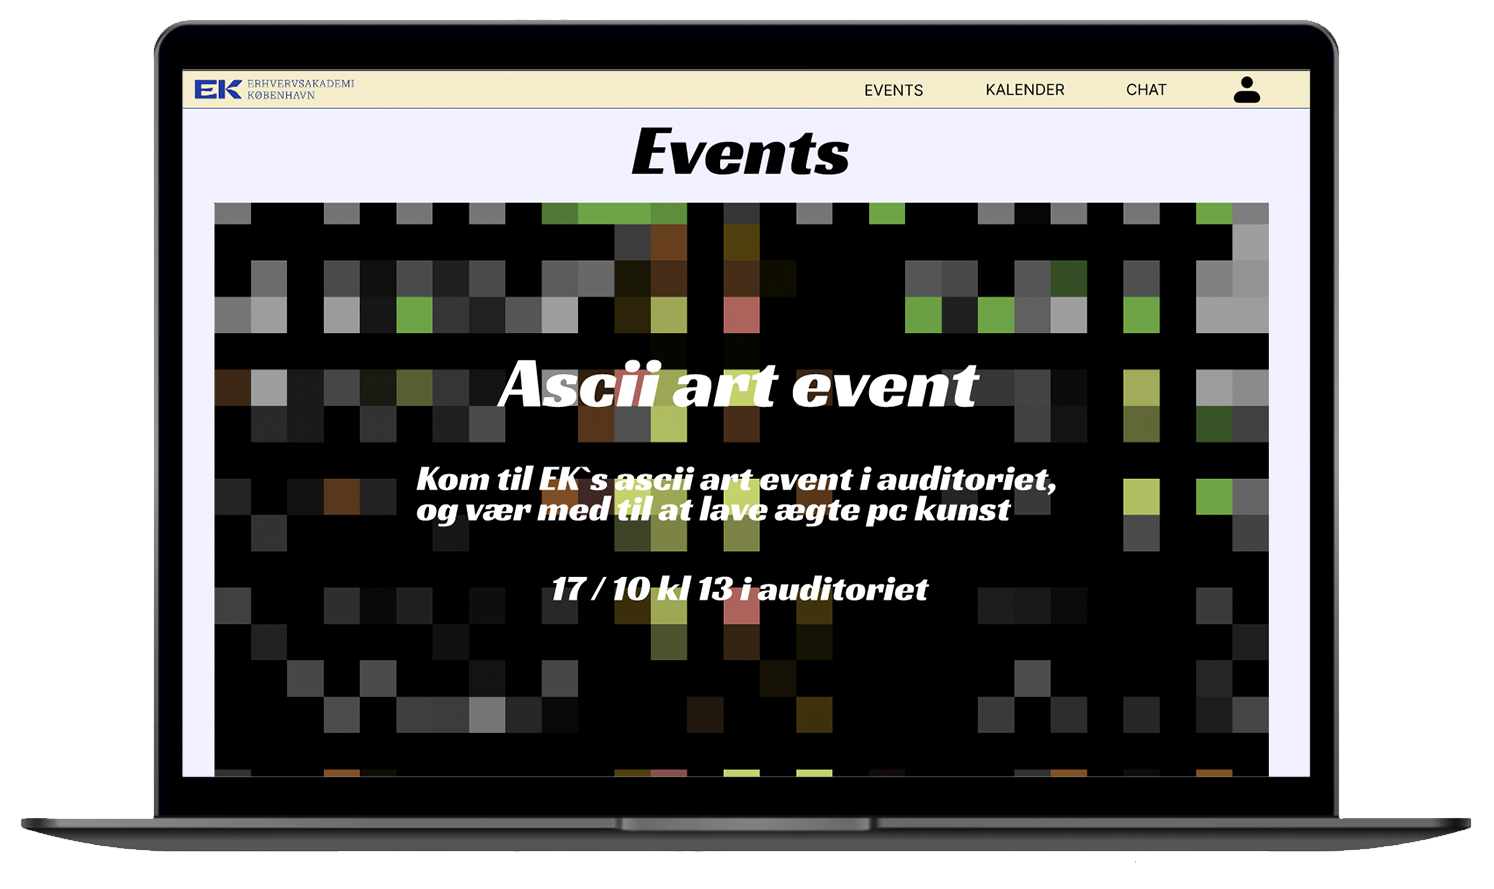 EK ERHVERVSAKADEMI
KØBENHAVN
EVENTS KALENDER CHAT
Events
Ascii art event
Kom til EK`s ascii art event i auditoriet,
og vær med til at lave ægte pc kunst
17 / 10 kl 13 i auditoriet